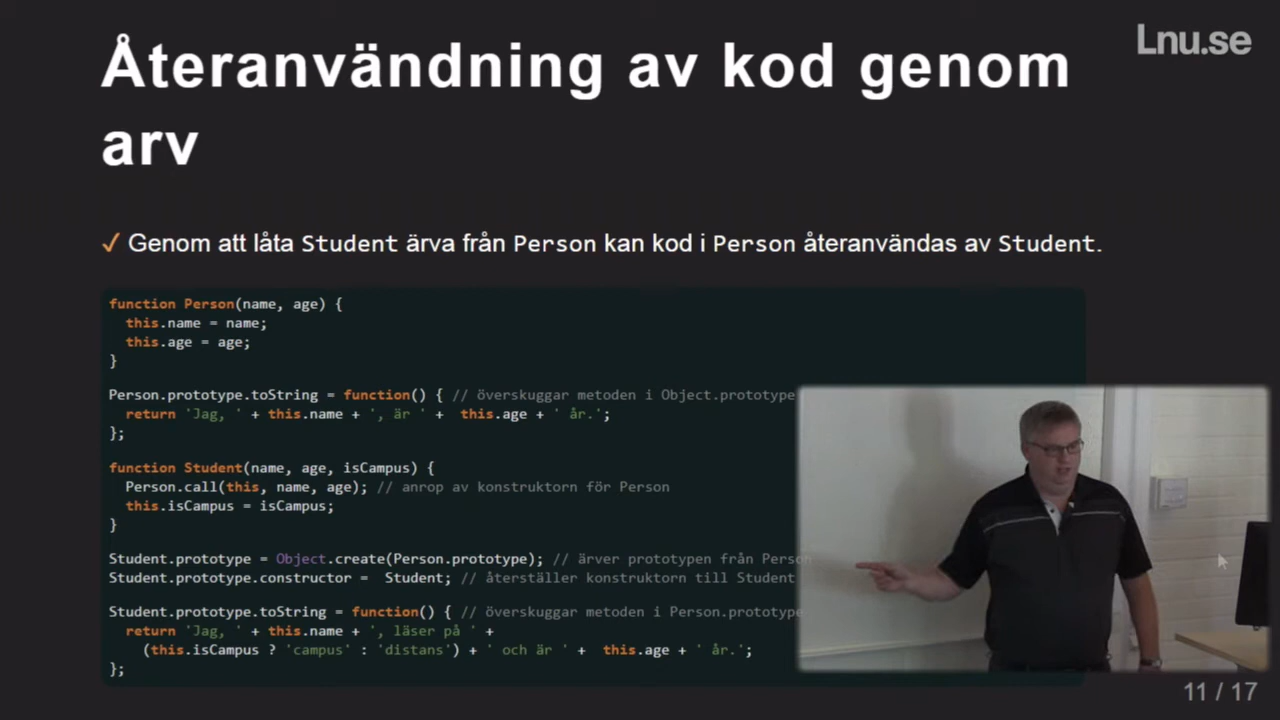 Lnu.se
Återanvändning av kod genom
arv
✓ Genom att låta Student ärva från Person kan kod i Person återanvändas av Student.
function Person(name, age) {
  this.name = name;
  this.age = age;
}
Person.prototype.toString = function() { // överskuggar metoden i Object.prototype
  return 'Jag, ' + this.name + ', är ' +  this.age + ' år.';
};
function Student(name, age, isCampus) {
  Person.call(this, name, age); // anrop av konstruktorn för Person
  this.isCampus = isCampus;
}
Student.prototype = Object.create(Person.prototype); // ärver prototypen från Person
Student.prototype.constructor =  Student; // återställer konstruktorn till Student
Student.prototype.toString = function() { // överskuggar metoden i Person.prototype
  return 'Jag, ' + this.name + ', läser på ' +
    (this.isCampus ? 'campus' : 'distans') + ' och är ' +  this.age + ' år.';
};
11 / 17